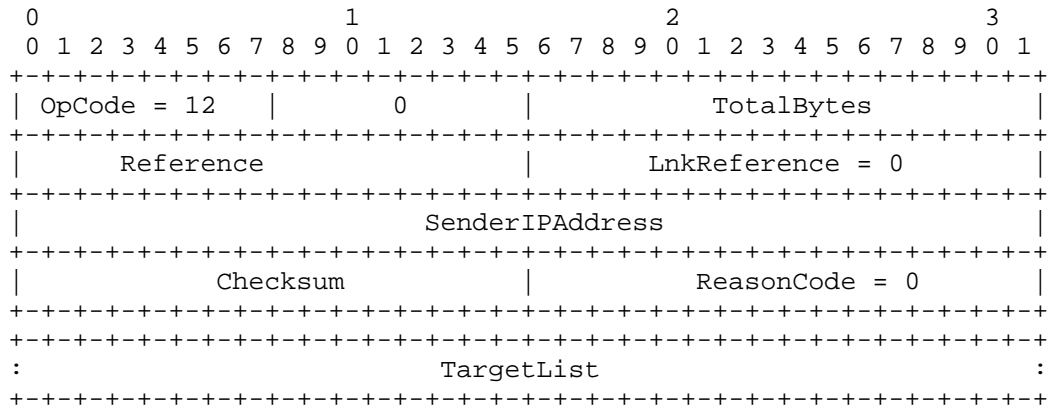 0                   1                   2                   3
 0 1 2 3 4 5 6 7 8 9 0 1 2 3 4 5 6 7 8 9 0 1 2 3 4 5 6 7 8 9 0 1
+-+-+-+-+-+-+-+-+-+-+-+-+-+-+-+-+-+-+-+-+-+-+-+-+-+-+-+-+-+-+-+-+
| OpCode = 12   |       0       |           TotalBytes          |
+-+-+-+-+-+-+-+-+-+-+-+-+-+-+-+-+-+-+-+-+-+-+-+-+-+-+-+-+-+-+-+-+
|      Reference                |       LnkReference = 0        |
+-+-+-+-+-+-+-+-+-+-+-+-+-+-+-+-+-+-+-+-+-+-+-+-+-+-+-+-+-+-+-+-+
|                         SenderIPAddress                       |
+-+-+-+-+-+-+-+-+-+-+-+-+-+-+-+-+-+-+-+-+-+-+-+-+-+-+-+-+-+-+-+-+
|            Checksum           |          ReasonCode = 0       |
+-+-+-+-+-+-+-+-+-+-+-+-+-+-+-+-+-+-+-+-+-+-+-+-+-+-+-+-+-+-+-+-+
+-+-+-+-+-+-+-+-+-+-+-+-+-+-+-+-+-+-+-+-+-+-+-+-+-+-+-+-+-+-+-+-+
:                          TargetList                           :
+-+-+-+-+-+-+-+-+-+-+-+-+-+-+-+-+-+-+-+-+-+-+-+-+-+-+-+-+-+-+-+-+